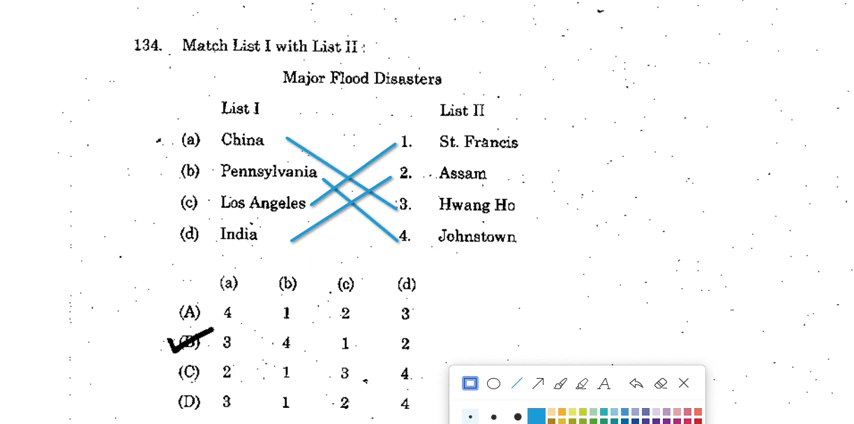 134. Match List I with List II :
Major Flood Disasters
List I List II
(a) China 1. St. Francis
(b) Pennsylvania 2. Assam
(c) Los Angeles 3. Hwang Ho
(d) India 4. Johnstown
(a) (b) (c) (d)
(A) 4 1 2 3
(B) 3 4 1 2
(C) 2 1 3 4
(D) 3 1 2 4
A